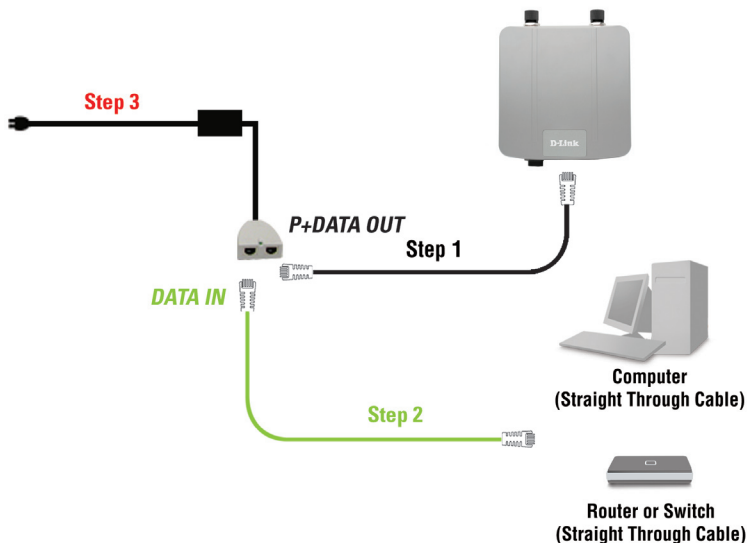 Step 3
D-Link
P+DATA OUT
Step 1
DATA IN
Computer
(Straight Through Cable)
Step 2
Router or Switch
(Straight Through Cable)